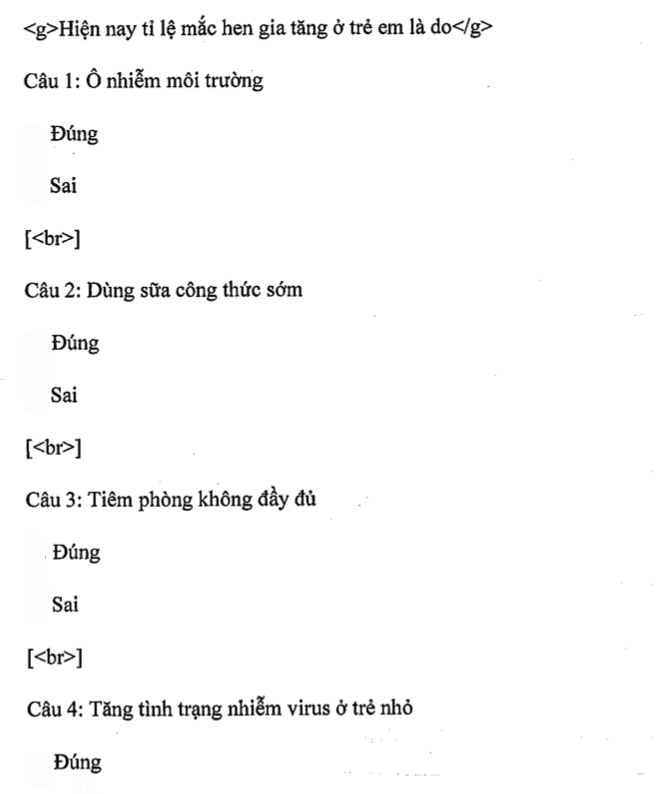 <g>Hiện nay tỉ lệ mắc hen gia tăng ở trẻ em là do</g>
Câu 1: Ô nhiễm môi trường
Đúng
Sai
[<br>]
Câu 2: Dùng sữa công thức sớm
Đúng
Sai
[<br>]
Câu 3: Tiêm phòng không đầy đủ
Đúng
Sai
[<br>]
Câu 4: Tăng tình trạng nhiễm virus ở trẻ nhỏ
Đúng